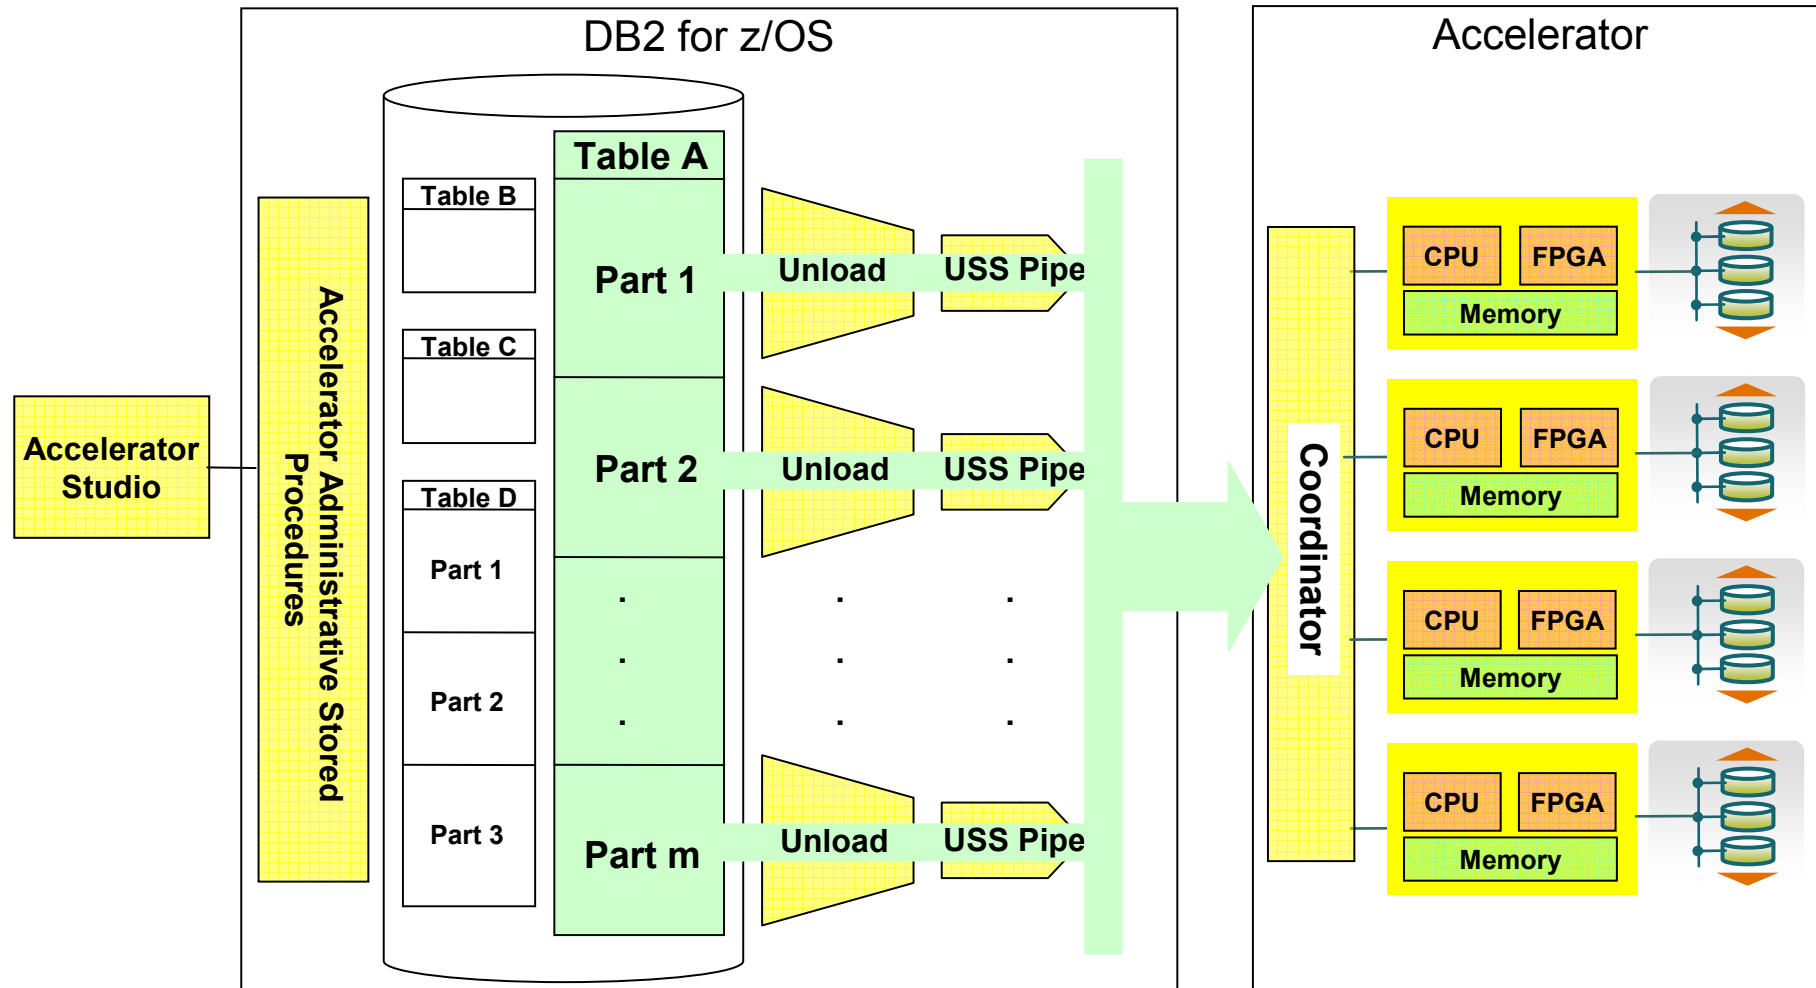 DB2 for z/OS
Accelerator
Accelerator
Studio
Accelerator Administrative Stored
Procedures
Table B
Table C
Table D
Part 1
Part 2
Part 3
Table A
Part 1
Part 2
.
.
.
Part m
Unload
USS Pipe
Unload
USS Pipe
. .
. .
. .
Unload
USS Pipe
Coordinator
CPU
FPGA
Memory
CPU
FPGA
Memory
CPU
FPGA
Memory
CPU
FPGA
Memory